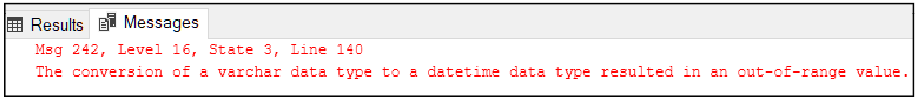 Results Messages
Msg 242, Level 16, State 3, Line 140
The conversion of a varchar data type to a datetime data type resulted in an out-of-range value.